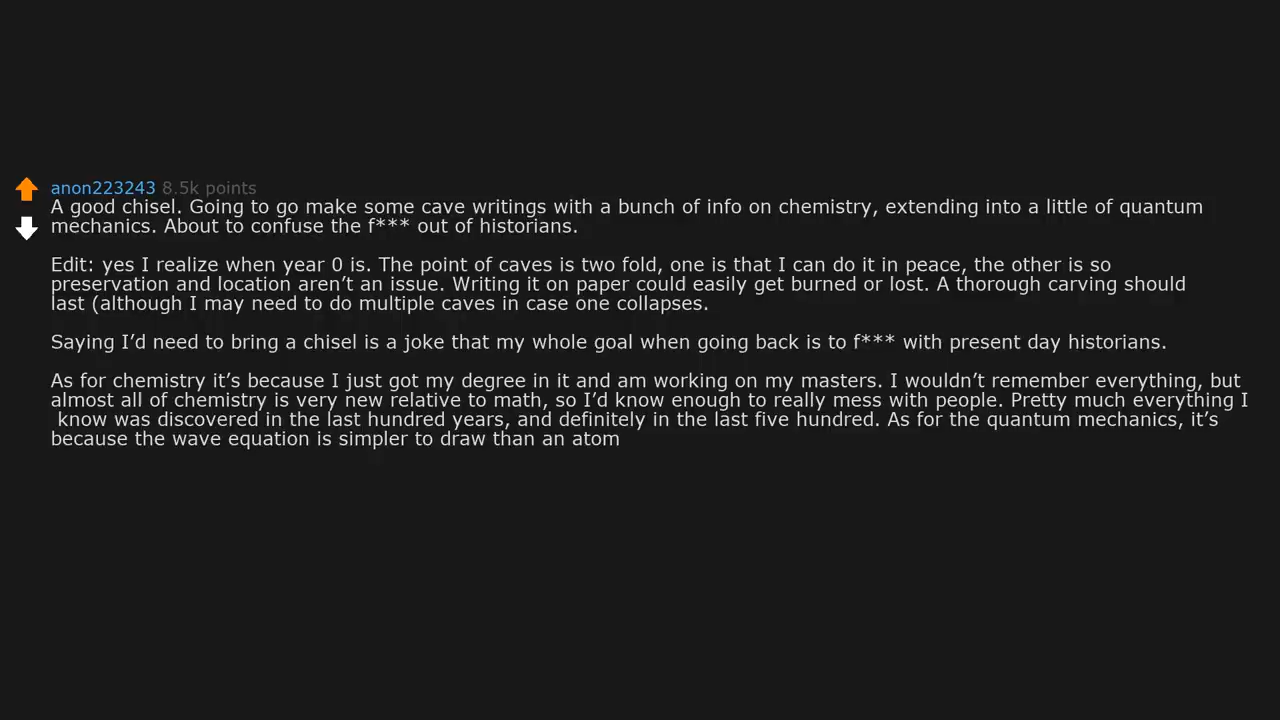 anon223243 8.5k points
A good chisel. Going to go make some cave writings with a bunch of info on chemistry, extending into a little of quantum
mechanics. About to confuse the f*** out of historians.
Edit: yes I realize when year 0 is. The point of caves is two fold, one is that I can do it in peace, the other is so
preservation and location aren’t an issue. Writing it on paper could easily get burned or lost. A thorough carving should
last (although I may need to do multiple caves in case one collapses.
Saying I’d need to bring a chisel is a joke that my whole goal when going back is to f*** with present day historians.
As for chemistry it’s because I just got my degree in it and am working on my masters. I wouldn’t remember everything, but
almost all of chemistry is very new relative to math, so I’d know enough to really mess with people. Pretty much everything I
know was discovered in the last hundred years, and definitely in the last five hundred. As for the quantum mechanics, it’s
because the wave equation is simpler to draw than an atom